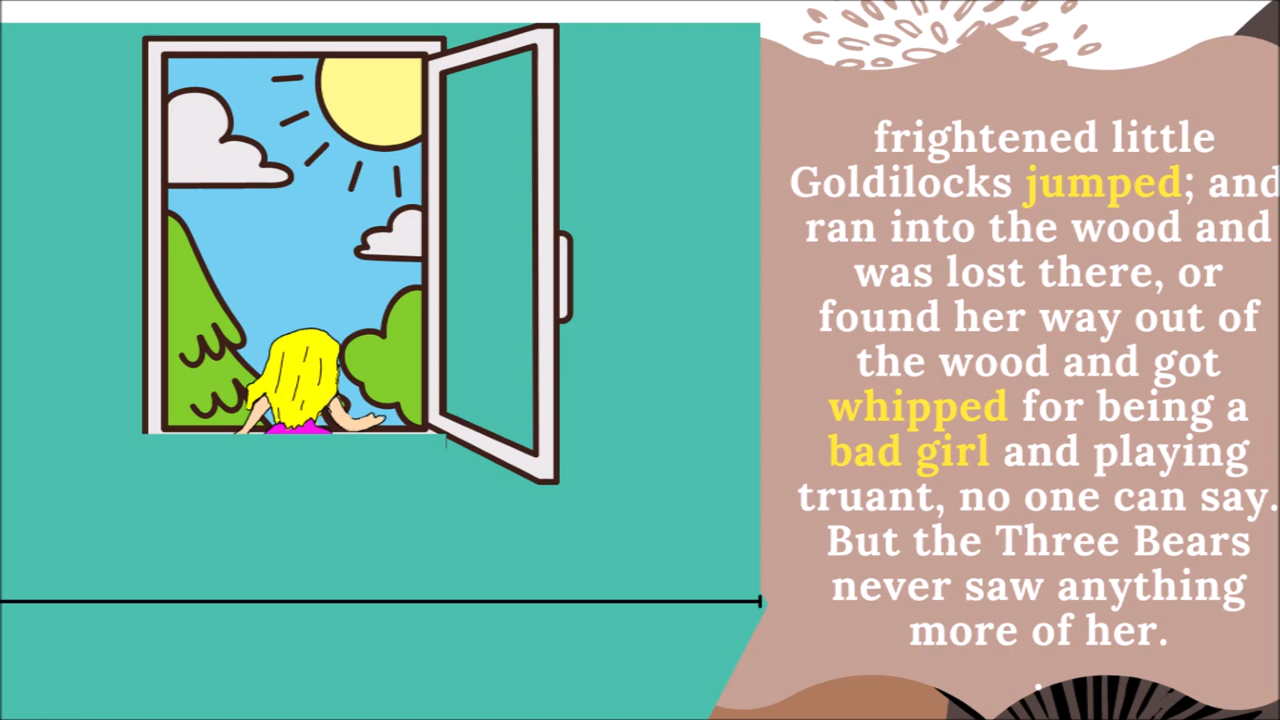 frightened little
Goldilocks jumped; and
ran into the wood and
was lost there, or
found her way out of
the wood and got
whipped for being a
bad girl and playing
truant, no one can say.
But the Three Bears
never saw anything
more of her.